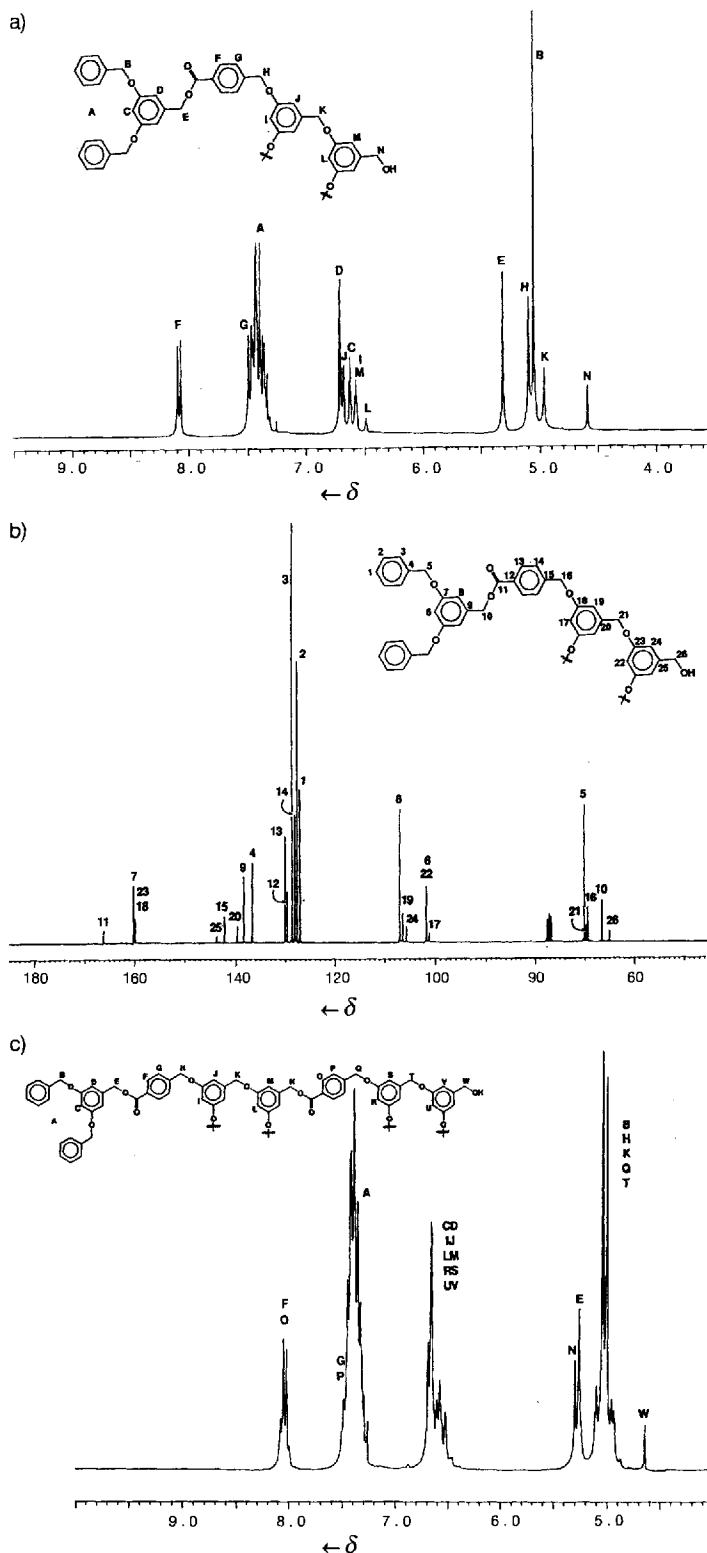 a)
B
D
O
F
G
H
O
C
A
O
E
O
J
K
I
O
O
M
L
N
OH
O
B
A
E
D
H
F
G
J
C
I
M
L
K
N
9.0 8.0 7.0 6.0 5.0 4.0
← δ
b)
3
2
1
14
13
12
9
4
15
20
25
7
23
18
11
8
6
22
19
24
17
5
21
16
10
26
2 3
1 4 5
O
7 8
6 9
O
10
O
11
12 13 14
15 16
O
18 19
17 20
O
21
O
23 24
22 25
O
26
OH
180 160 140 120 100 80 60
← δ
c)
B
O
D
E
O
C
A
O
O
F
G
H
O
J
I
K
O
M
L
O
O
O
O
P
Q
O
S
R
T
O
U
W
OH
O
O
A
F
O
G
P
CD
IJ
LM
RS
UV
B
H
K
Q
T
N
E
W
9.0 8.0 7.0 6.0 5.0
← δ